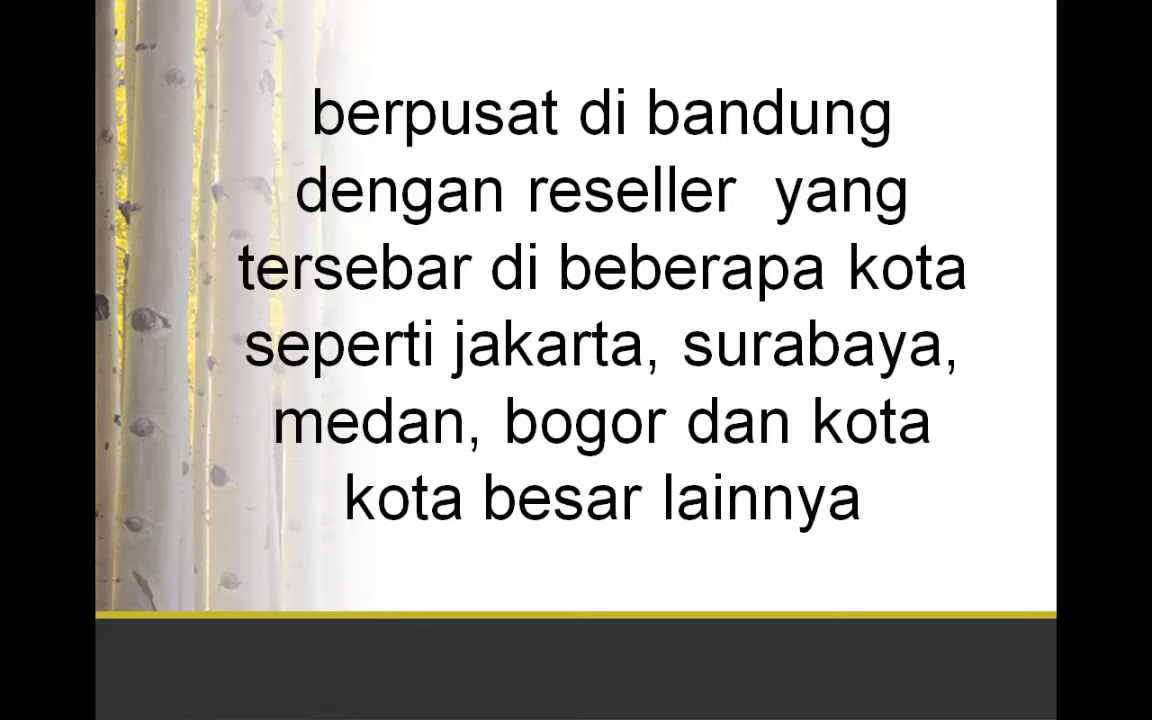 berpusat di bandung
dengan reseller  yang
tersebar di beberapa kota
seperti jakarta, surabaya,
medan, bogor dan kota
kota besar lainnya